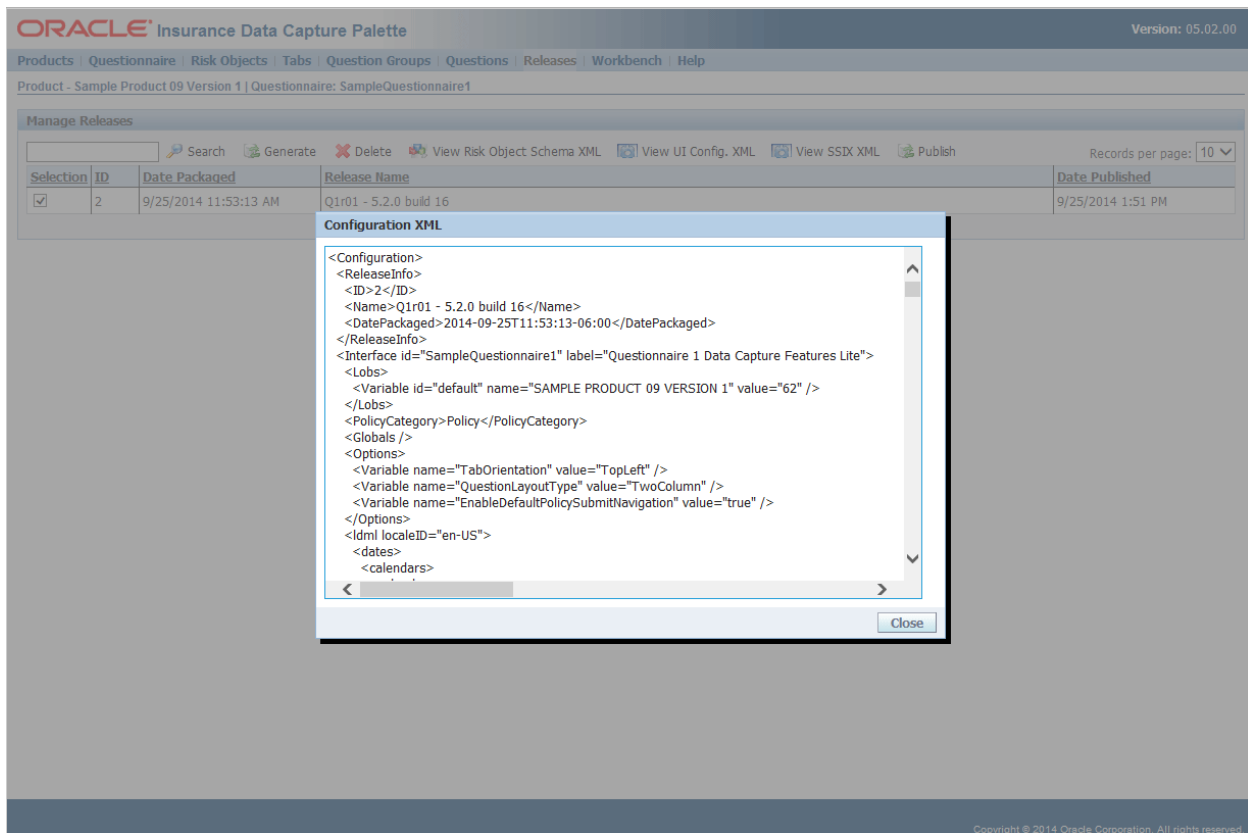 ORACLE® Insurance Data Capture Palette
Version: 05.02.00
Products | Questionnaire | Risk Objects | Tabs | Question Groups | Questions | Releases | Workbench | Help
Product - Sample Product 09 Version 1 | Questionnaire: SampleQuestionnaire1
Manage Releases
Search Generate Delete View Risk Object Schema XML View UI Config. XML View SSIX XML Publish Records per page: 10
Selection ID Date Packaged Release Name Date Published
2 9/25/2014 11:53:13 AM Q1r01 - 5.2.0 build 16 9/25/2014 1:51 PM
Configuration XML
<Configuration>
<ReleaseInfo>
<ID>2</ID>
<Name>Q1r01 - 5.2.0 build 16</Name>
<DatePackaged>2014-09-25T11:53:13-06:00</DatePackaged>
</ReleaseInfo>
<Interface id="SampleQuestionnaire1" label="Questionnaire 1 Data Capture Features Lite">
<Lobs>
<Variable id="default" name="SAMPLE PRODUCT 09 VERSION 1" value="62" />
</Lobs>
<PolicyCategory>Policy</PolicyCategory>
<Globals />
<Options>
<Variable name="TabOrientation" value="TopLeft" />
<Variable name="QuestionLayoutType" value="TwoColumn" />
<Variable name="EnableDefaultPolicySubmitNavigation" value="true" />
</Options>
<ldml localeID="en-US">
<dates>
<calendars>
Close
Copyright © 2014 Oracle Corporation. All rights reserved.